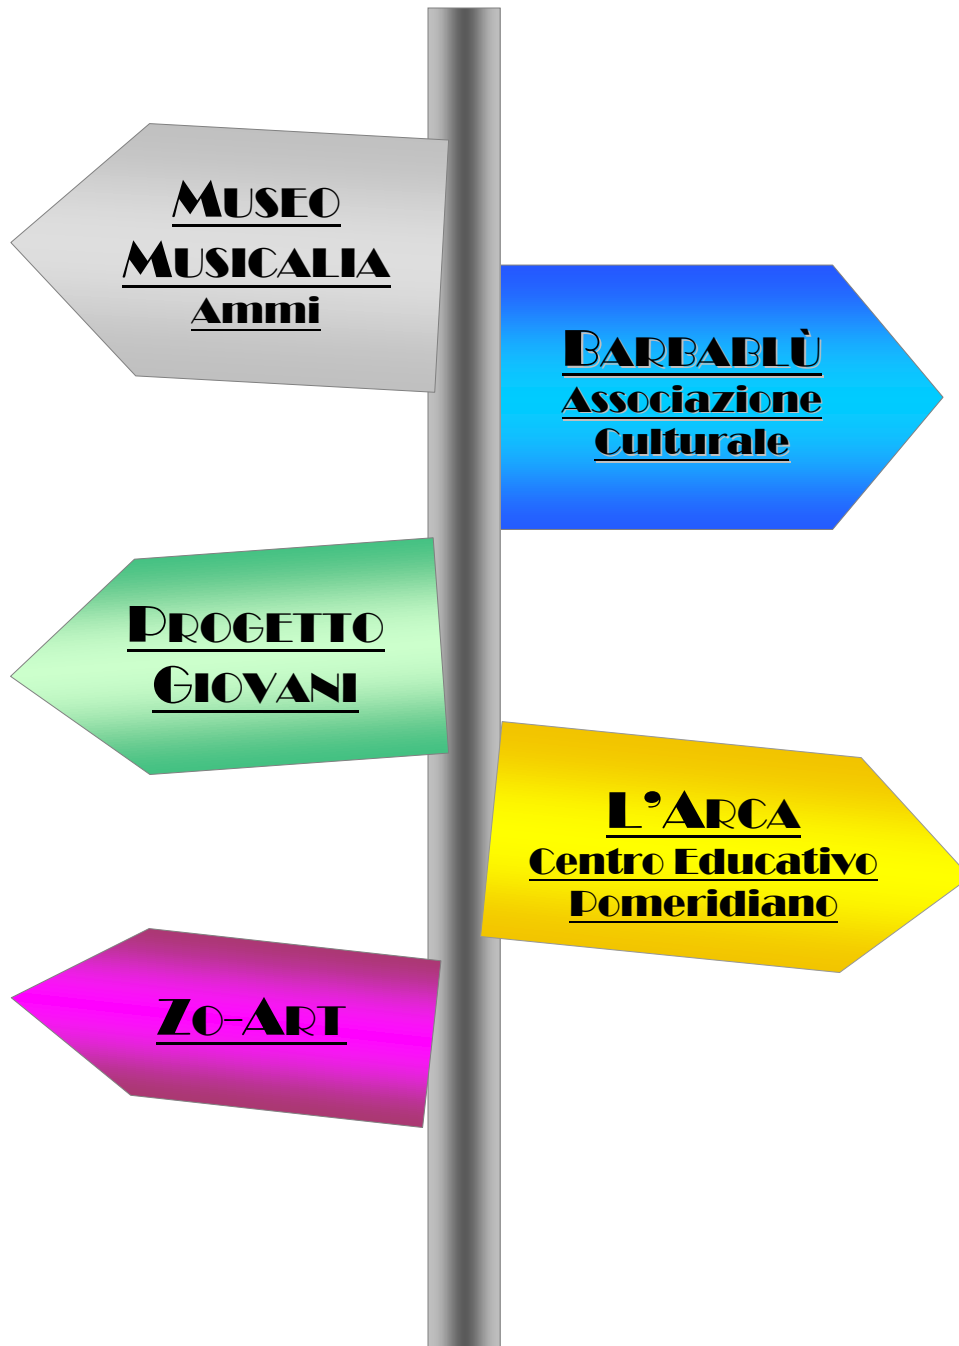 Museo
Musicalia
Ammi
Barbablù
Associazione
Culturale
Progetto
Giovani
L’Arca
Centro Educativo
Pomeridiano
Zo-Art